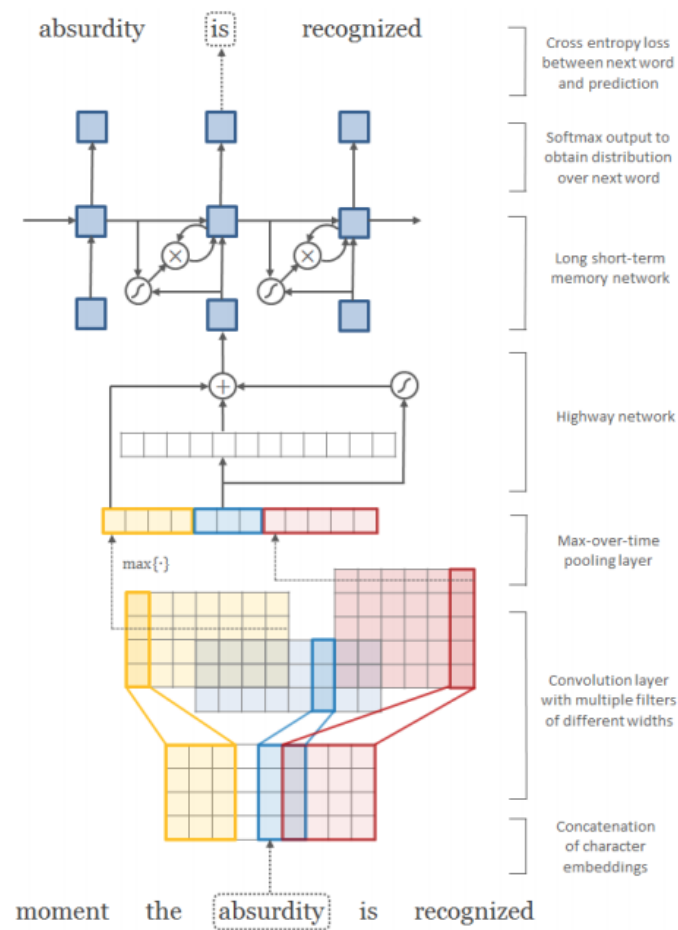 absurdity is recognized
Cross entropy loss
between next word
and prediction
Softmax output to
obtain distribution
over next word
Long short-term
memory network
Highway network
Max-over-time
pooling layer
max{·}
Convolution layer
with multiple filters
of different widths
Concatenation
of character
embeddings
moment the absurdity is recognized